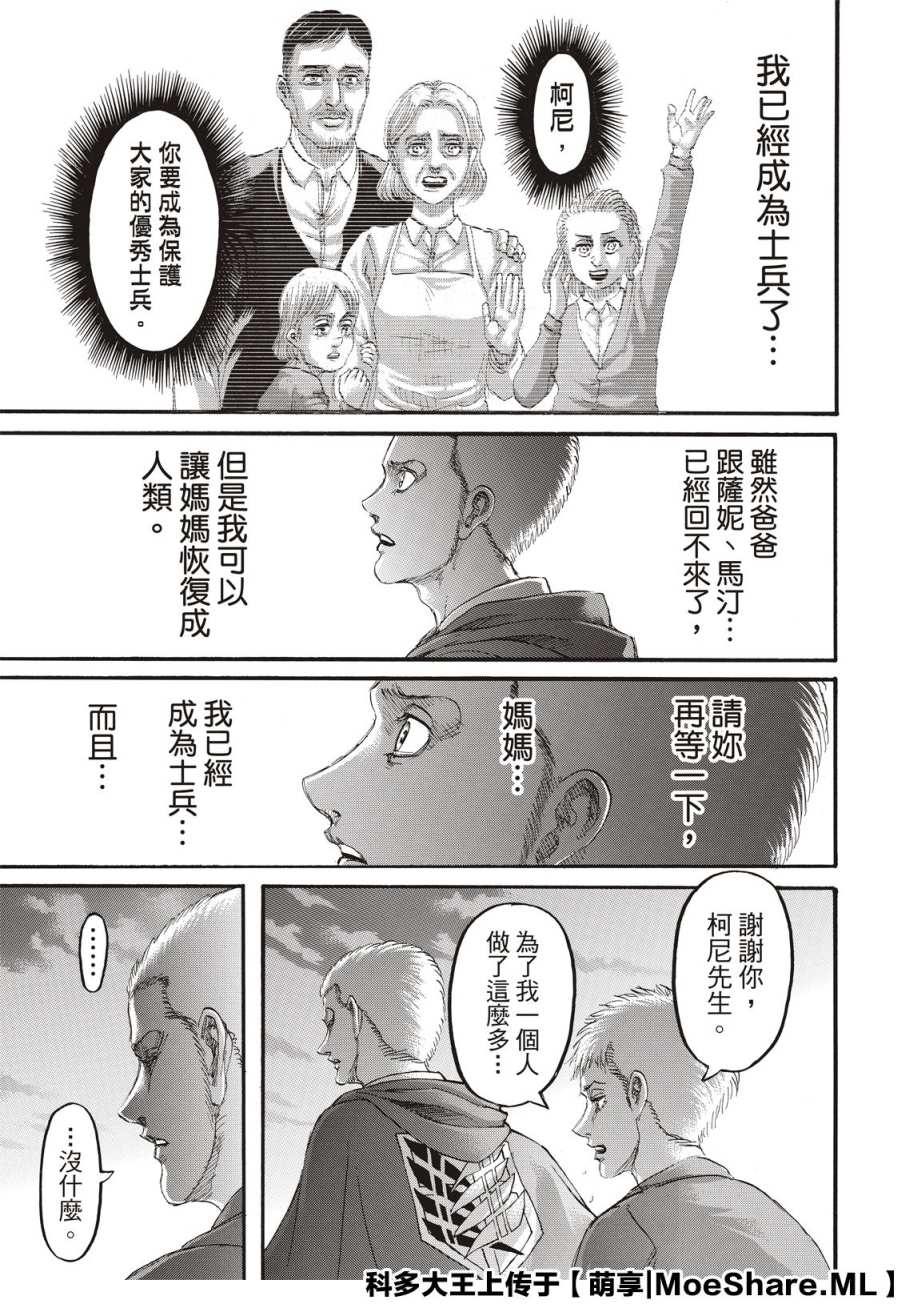 我已經成為士兵了…
柯尼，
你要成為保護
大家的優秀士兵。
雖然爸爸
跟薩妮、馬汀…
已經回不來了，
但是我可以
讓媽媽恢復成
人類。
請妳
再等一下，
媽媽…
我已經
成為士兵…
而且…
謝謝你，
柯尼先生。
為了我一個人
做了這麼多…
……
…沒什麼。
科多大王上传于【萌享|MoeShare.ML】